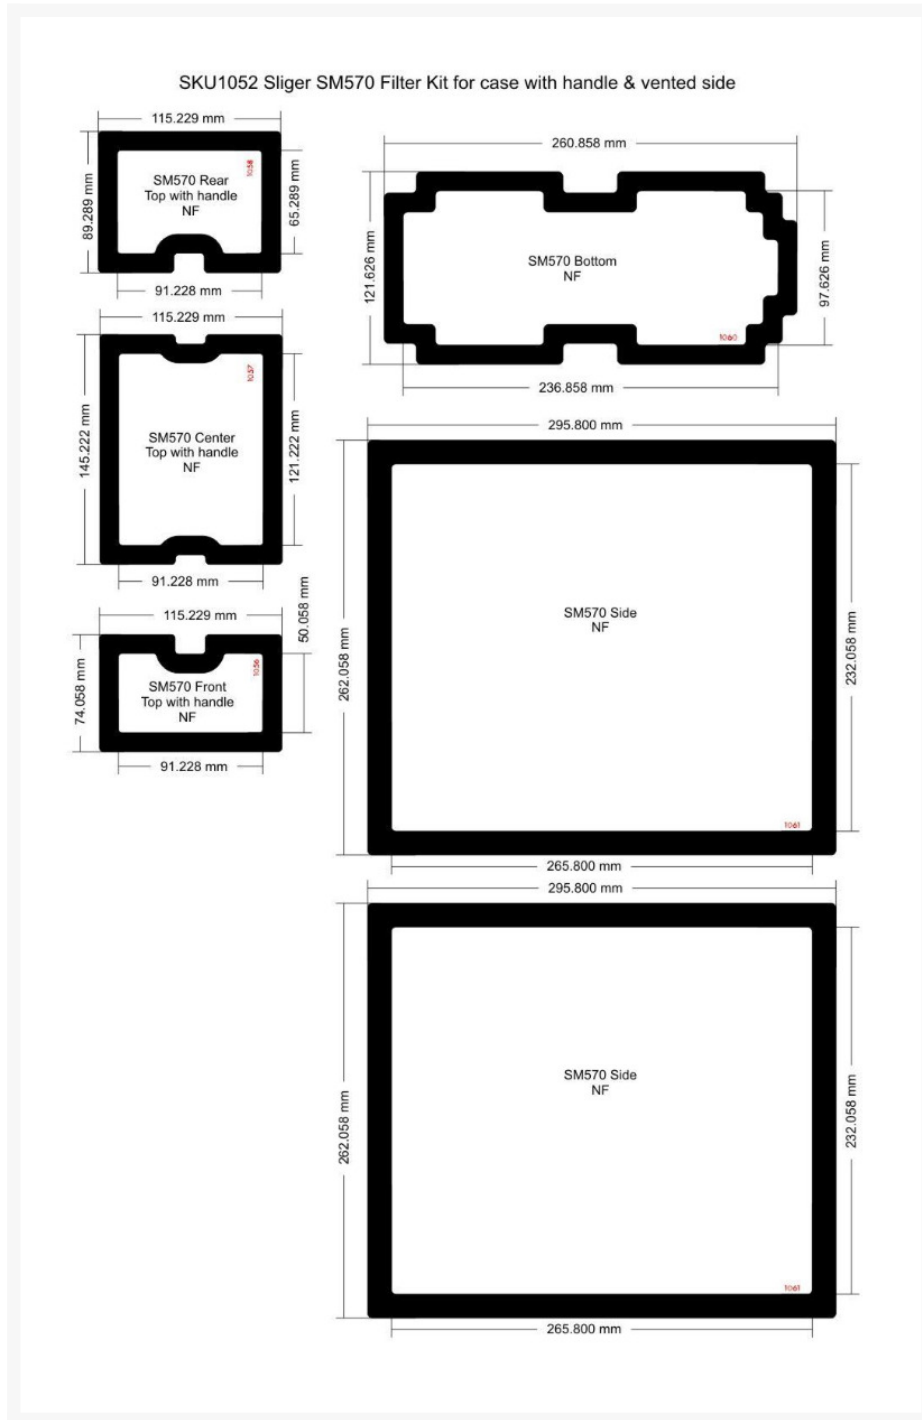 SKU1052 Sliger SM570 Filter Kit for case with handle & vented side
115.229 mm
89.289 mm
1058
SM570 Rear
Top with handle
NF
65.289 mm
91.228 mm
115.229 mm
145.222 mm
1057
SM570 Center
Top with handle
NF
121.222 mm
91.228 mm
115.229 mm
50.058 mm
74.058 mm
1056
SM570 Front
Top with handle
NF
91.228 mm
260.858 mm
121.626 mm
SM570 Bottom
NF
97.626 mm
1060
236.858 mm
295.800 mm
262.058 mm
SM570 Side
NF
232.058 mm
1061
265.800 mm
295.800 mm
262.058 mm
SM570 Side
NF
232.058 mm
1061
265.800 mm